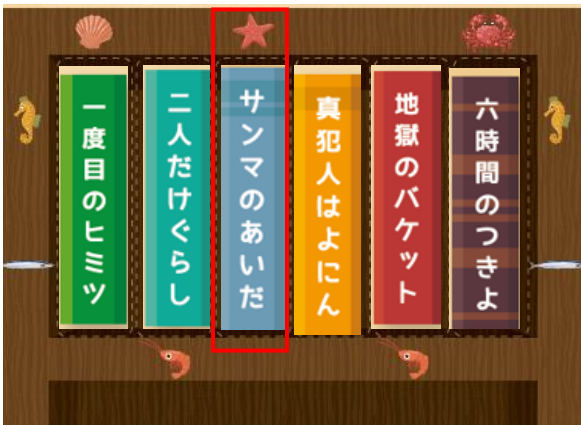 一度目のヒミツ
二人だけぐらし
サンマのあいだ
真犯人はよにん
地獄のバケット
六時間のつきよ